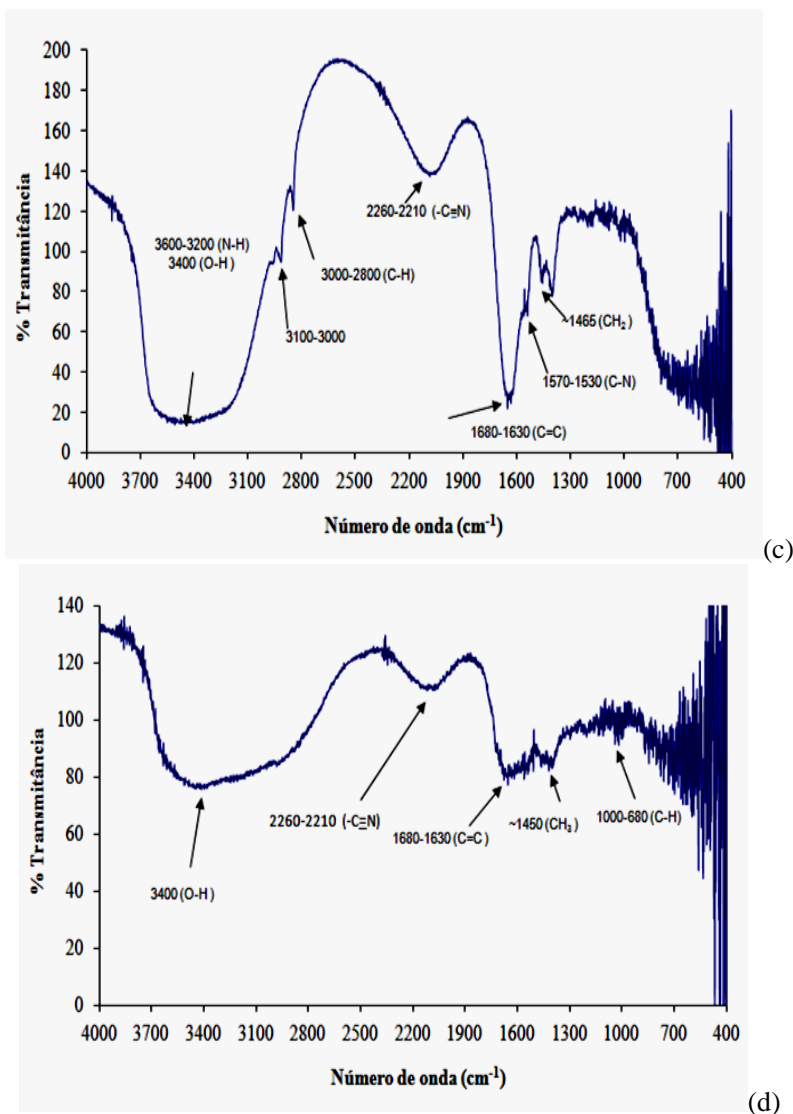 200
180
160
140
120
100
80
60
40
20
0
% Transmitância
3600-3200 (N-H)
3400 (O-H )
2260-2210 (-C≡N)
3000-2800 (C-H)
3100-3000
~1465 (CH₂ )
1570-1530 (C-N)
1680-1630 (C=C)
4000 3700 3400 3100 2800 2500 2200 1900 1600 1300 1000 700 400
Número de onda (cm⁻¹)
(c)
140
120
100
80
60
40
20
0
% Transmitância
2260-2210 (-C≡N)
1680-1630 (C=C )
~1450 (CH₃ )
1000-680 (C-H)
3400 (O-H )
4000 3700 3400 3100 2800 2500 2200 1900 1600 1300 1000 700 400
Número de onda (cm⁻¹)
(d)